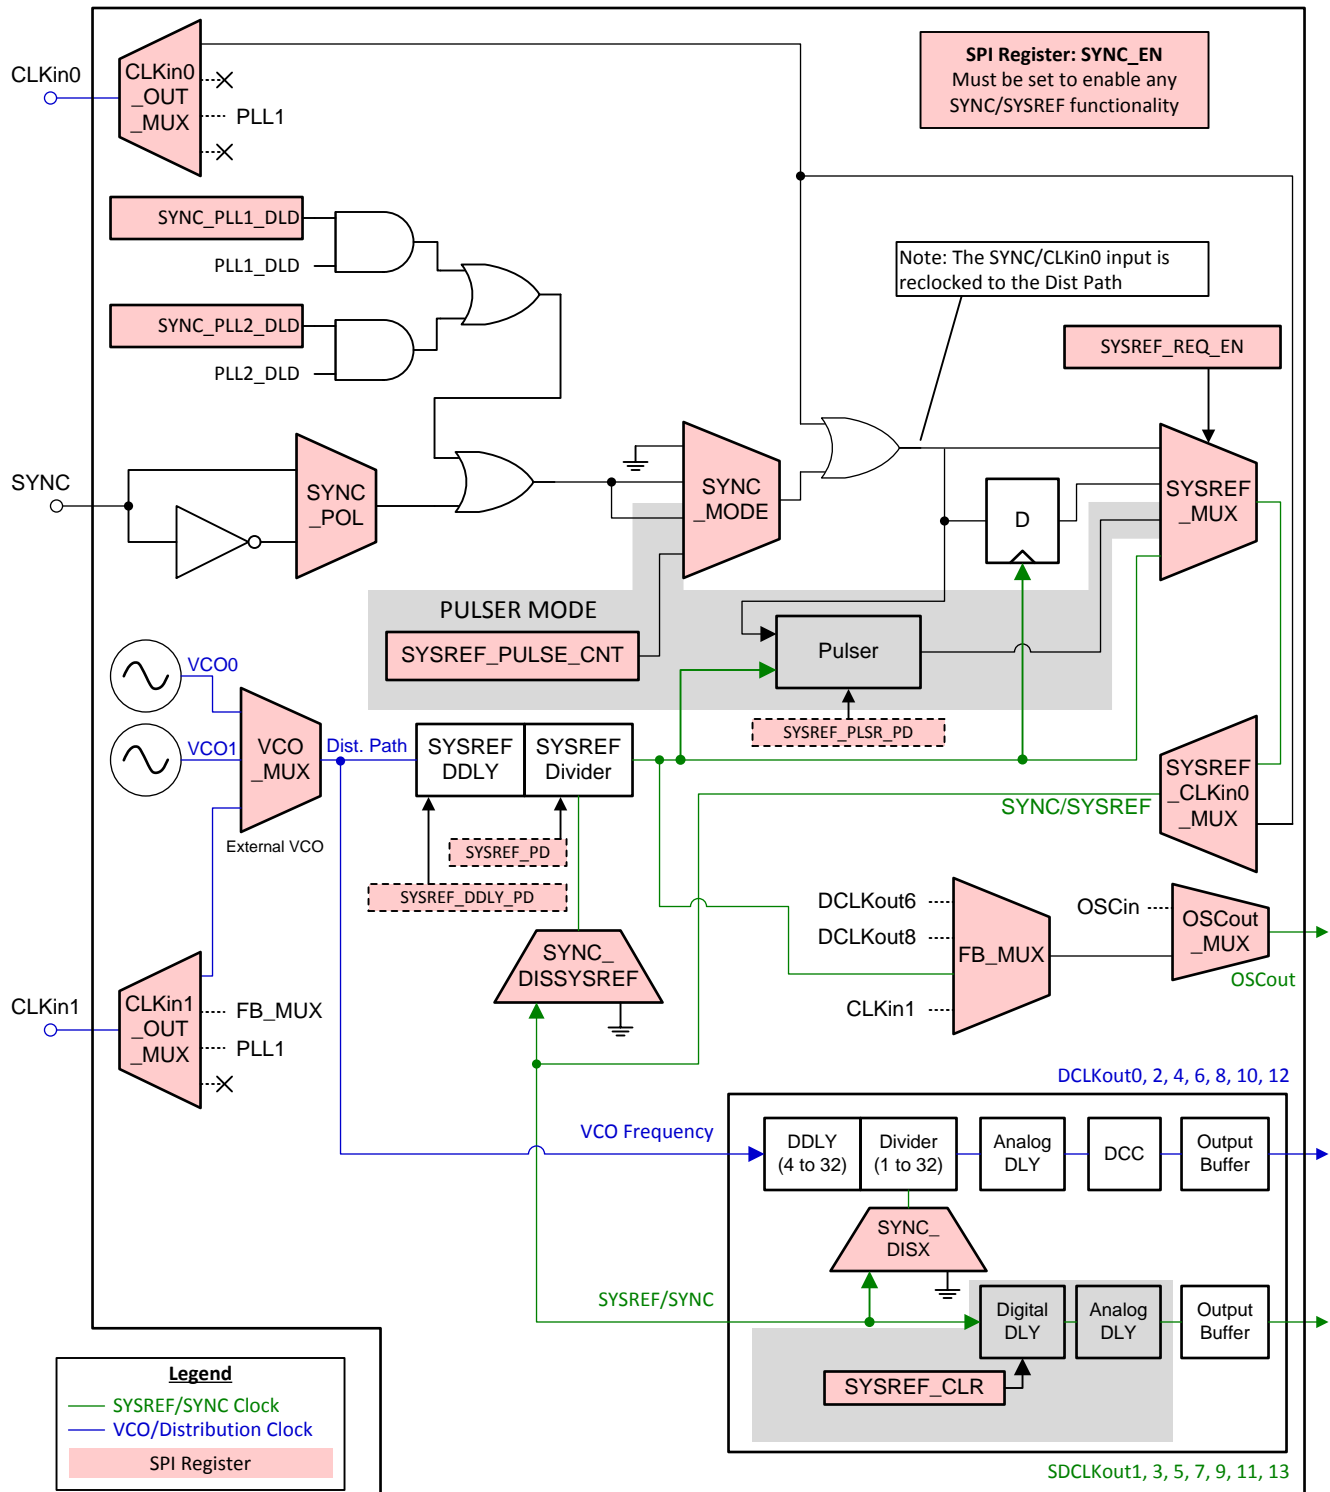 CLKin0
CLKin0
_OUT
_MUX
PLL1
SPI Register: SYNC_EN
Must be set to enable any
SYNC/SYSREF functionality
SYNC_PLL1_DLD
PLL1_DLD
SYNC_PLL2_DLD
PLL2_DLD
Note: The SYNC/CLKin0 input is
reclocked to the Dist Path
SYSREF_REQ_EN
SYNC
SYNC
_POL
SYNC
_MODE
D
SYSREF
_MUX
PULSER MODE
SYSREF_PULSE_CNT
Pulser
SYSREF_PLSR_PD
VCO0
VCO1
VCO
_MUX
External VCO
Dist. Path
SYSREF
DDLY
SYSREF
Divider
SYSREF_PD
SYSREF_DDLY_PD
SYNC/SYSREF
SYSREF
_CLKin0
_MUX
SYNC_
DISSYSREF
DCLKout6
DCLKout8
CLKin1
FB_MUX
OSCin
OSCout
_MUX
OSCout
CLKin1
CLKin1
_OUT
_MUX
FB_MUX
PLL1
DCLKout0, 2, 4, 6, 8, 10, 12
VCO Frequency
DDLY
(4 to 32)
Divider
(1 to 32)
Analog
DLY
DCC
Output
Buffer
SYNC_
DISX
SYSREF/SYNC
Digital
DLY
Analog
DLY
Output
Buffer
SYSREF_CLR
SDCLKout1, 3, 5, 7, 9, 11, 13
Legend
SYSREF/SYNC Clock
VCO/Distribution Clock
SPI Register